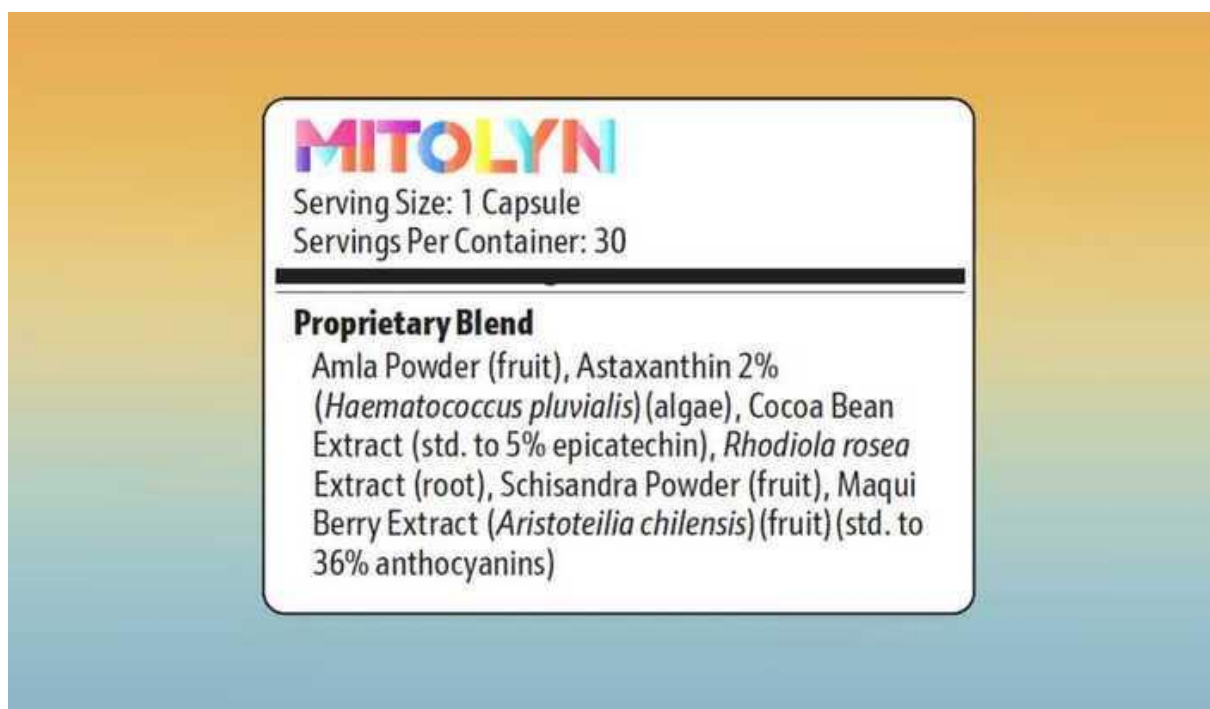 MITOLYN
Serving Size: 1 Capsule
Servings Per Container: 30
Proprietary Blend
Amla Powder (fruit), Astaxanthin 2%
(Haematococcus pluvialis) (algae), Cocoa Bean
Extract (std. to 5% epicatechin), Rhodiola rosea
Extract (root), Schisandra Powder (fruit), Maqui
Berry Extract (Aristoteilia chilensis) (fruit) (std. to
36% anthocyanins)